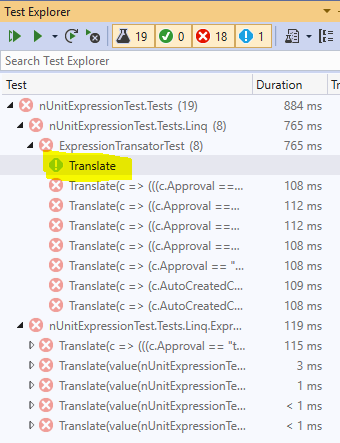 Test Explorer
19 0 18 1
Search Test Explorer
Test Duration
nUnitExpressionTest.Tests (19) 884 ms
nUnitExpressionTest.Tests.Linq (8) 765 ms
ExpressionTransatorTest (8) 765 ms
Translate
Translate(c => (((c.Approval ==... 108 ms
Translate(c => (((c.Approval ==... 112 ms
Translate(c => (((c.Approval ==... 112 ms
Translate(c => (((c.Approval ==... 108 ms
Translate(c => (c.Approval == "... 108 ms
Translate(c => (c.AutoCreatedC... 109 ms
Translate(c => (c.AutoCreatedC... 108 ms
nUnitExpressionTest.Tests.Linq.Expr... 119 ms
Translate(c => (((c.Approval == "t... 115 ms
Translate(value(nUnitExpressionTe... 3 ms
Translate(value(nUnitExpressionTe... 1 ms
Translate(value(nUnitExpressionTe... < 1 ms
Translate(value(nUnitExpressionTe... < 1 ms